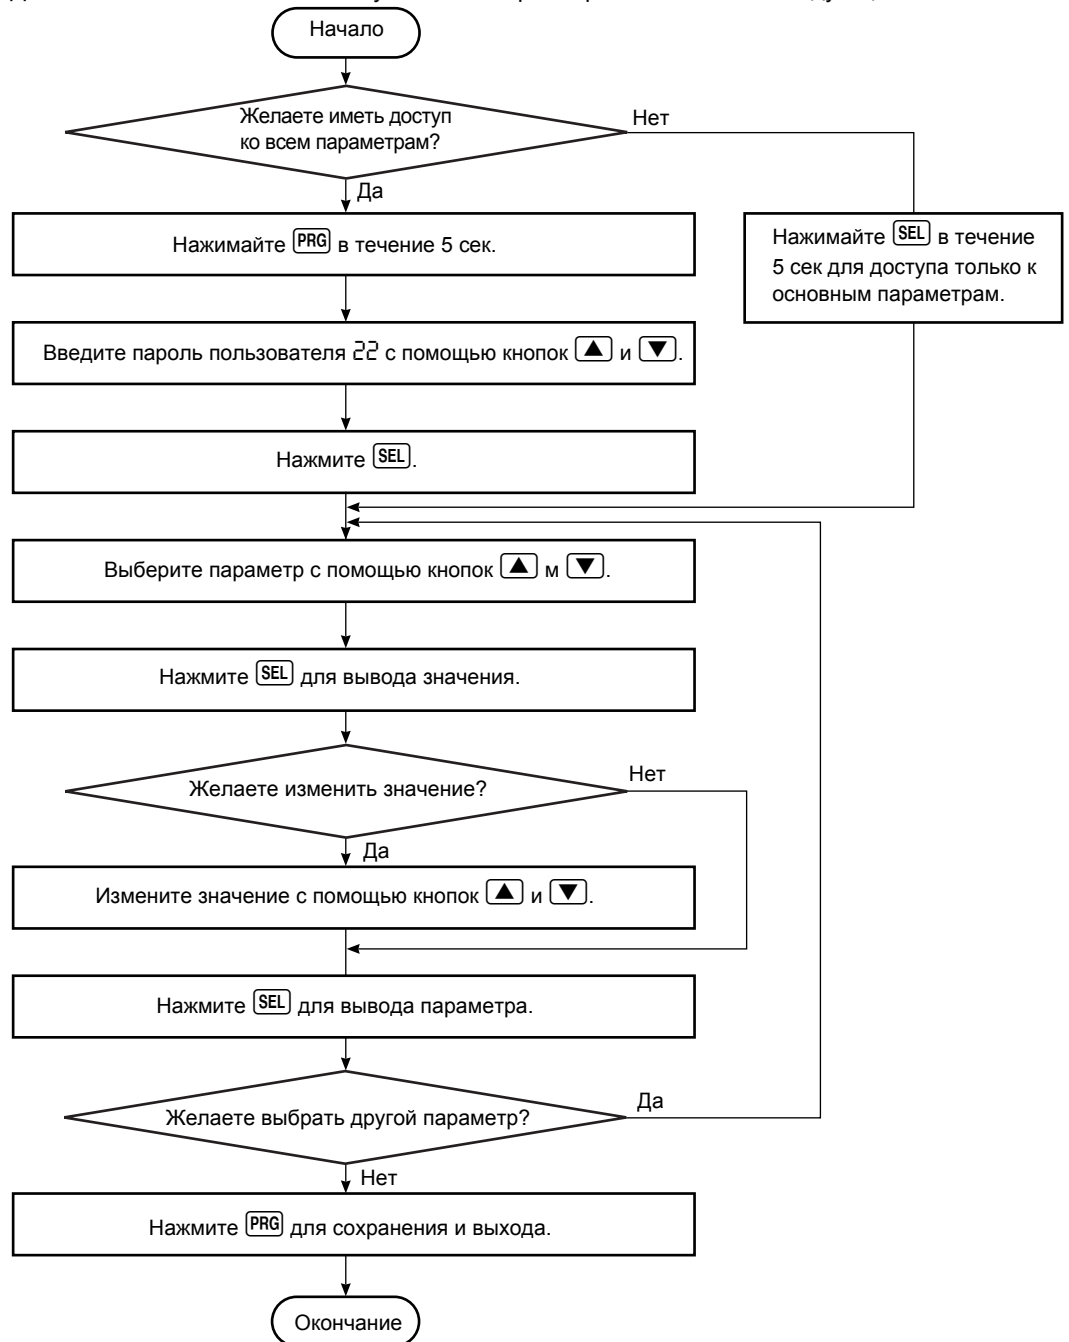 Начало
Желаете иметь доступ
ко всем параметрам?
Нет
Да
Нажимайте PRG в течение 5 сек.
Нажимайте SEL в течение
5 сек для доступа только к
основным параметрам.
Введите пароль пользователя 22 с помощью кнопок ▲ и ▼.
Нажмите SEL.
Выберите параметр с помощью кнопок ▲ м ▼.
Нажмите SEL для вывода значения.
Желаете изменить значение?
Нет
Да
Измените значение с помощью кнопок ▲ и ▼.
Нажмите SEL для вывода параметра.
Желаете выбрать другой параметр?
Да
Нет
Нажмите PRG для сохранения и выхода.
Окончание